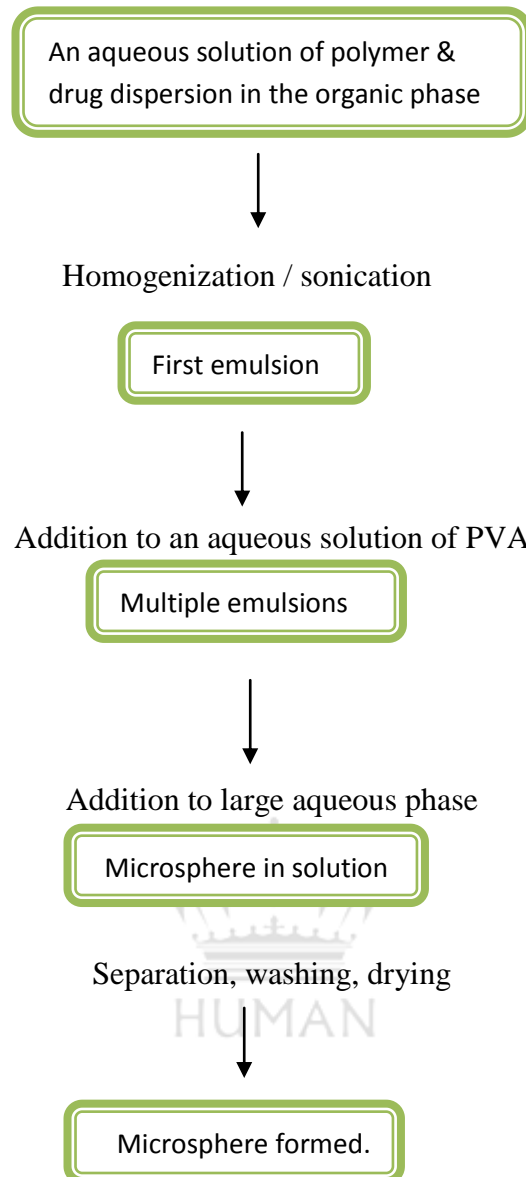 An aqueous solution of polymer &
drug dispersion in the organic phase
Homogenization / sonication
First emulsion
Addition to an aqueous solution of PVA
Multiple emulsions
Addition to large aqueous phase
Microsphere in solution
Separation, washing, drying
HUMAN
Microsphere formed.